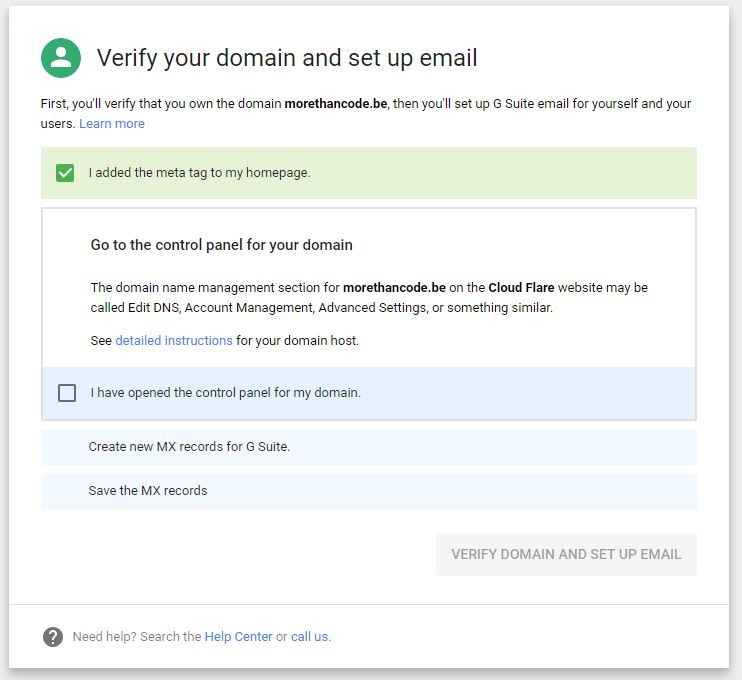 Verify your domain and set up email
First, you'll verify that you own the domain morethancode.be, then you'll set up G Suite email for yourself and your
users. Learn more
I added the meta tag to my homepage.
Go to the control panel for your domain
The domain name management section for morethancode.be on the Cloud Flare website may be
called Edit DNS, Account Management, Advanced Settings, or something similar.
See detailed instructions for your domain host.
I have opened the control panel for my domain.
Create new MX records for G Suite.
Save the MX records
VERIFY DOMAIN AND SET UP EMAIL
? Need help? Search the Help Center or call us.